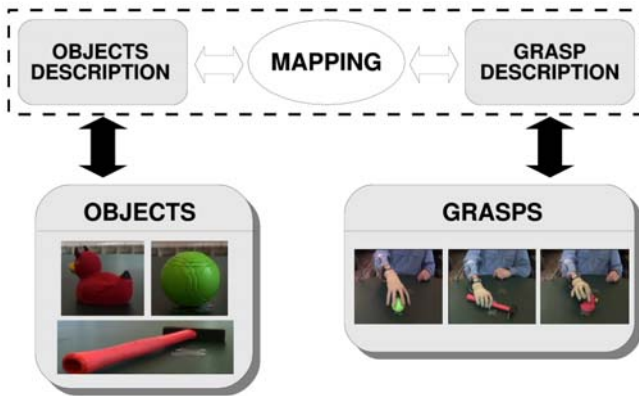 OBJECTS
DESCRIPTION
MAPPING
GRASP
DESCRIPTION
OBJECTS
GRASPS